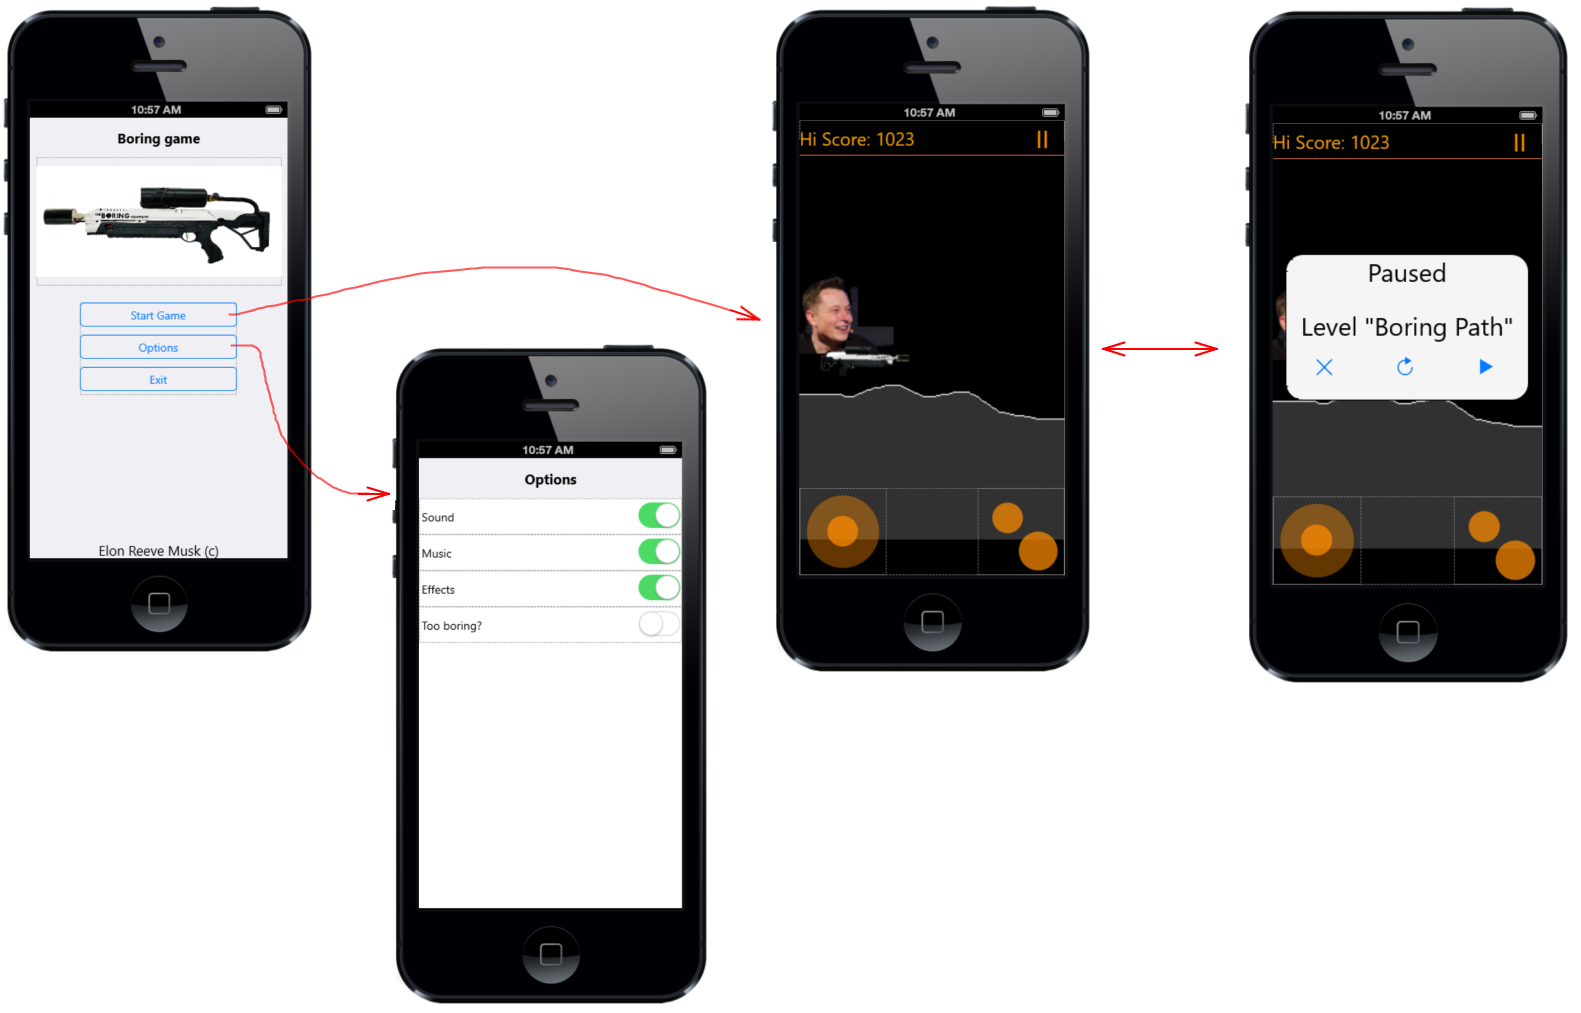 10:57 AM
Boring game
BORING
Start Game
Options
Exit
Elon Reeve Musk (c)
10:57 AM
Options
Sound
Music
Effects
Too boring?
10:57 AM
Hi Score: 1023
10:57 AM
Hi Score: 1023
Paused
Level "Boring Path"